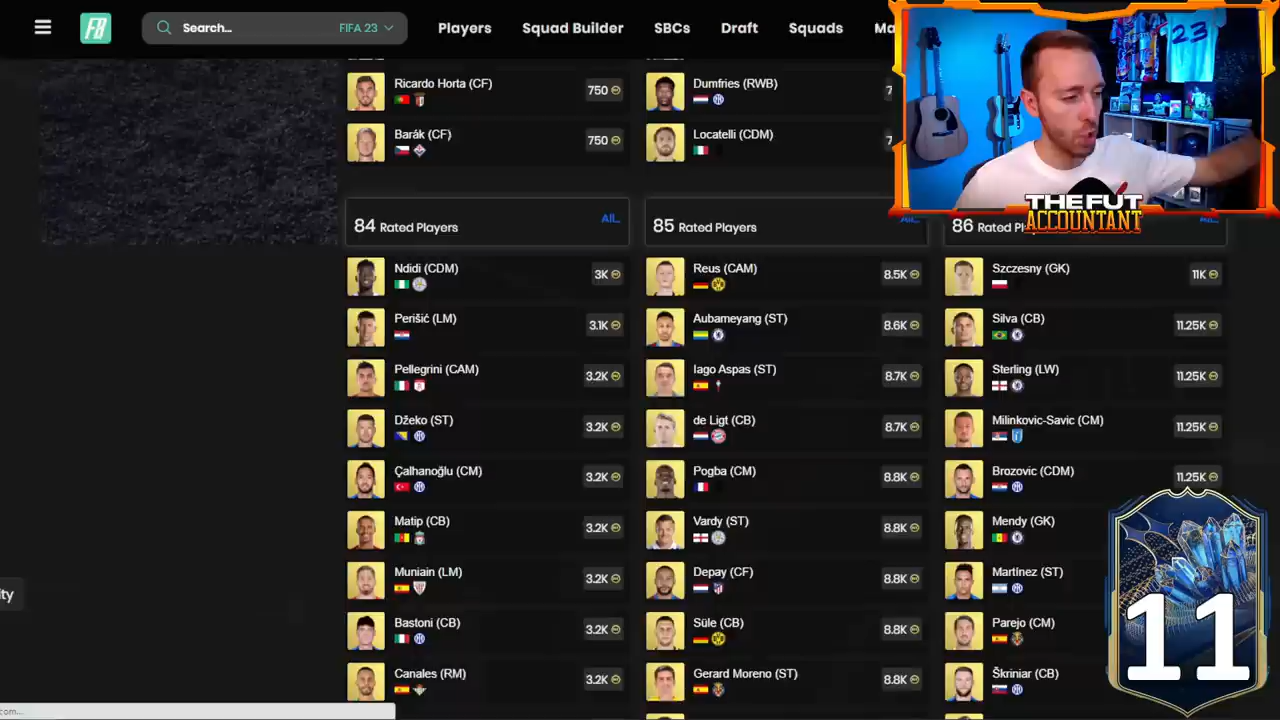 FB
Search...
FIFA 23
Players
Squad Builder
SBCs
Draft
Squads
Ma
23
Ricardo Horta (CF)
750
Dumfries (RWB)
7
Barák (CF)
750
Locatelli (CDM)
THE FUT
ACCOUNTANT
84 Rated Players
All..
85 Rated Players
86 Rated Pl
Ndidi (CDM)
3K
Reus (CAM)
8.5K
Szczesny (GK)
11K
Perišić (LM)
3.1K
Aubameyang (ST)
8.6K
Silva (CB)
11.25K
Pellegrini (CAM)
3.2K
Iago Aspas (ST)
8.7K
Sterling (LW)
11.25K
Džeko (ST)
3.2K
de Ligt (CB)
8.7K
Milinkovic-Savic (CM)
11.25K
Çalhanoğlu (CM)
3.2K
Pogba (CM)
8.8K
Brozovic (CDM)
11.25K
Matip (CB)
3.2K
Vardy (ST)
8.8K
Mendy (GK)
Muniain (LM)
3.2K
Depay (CF)
8.8K
Martínez (ST)
ty
Bastoni (CB)
3.2K
Süle (CB)
8.8K
Parejo (CM)
11
Canales (RM)
3.2K
Gerard Moreno (ST)
8.8K
Škriniar (CB)
com...